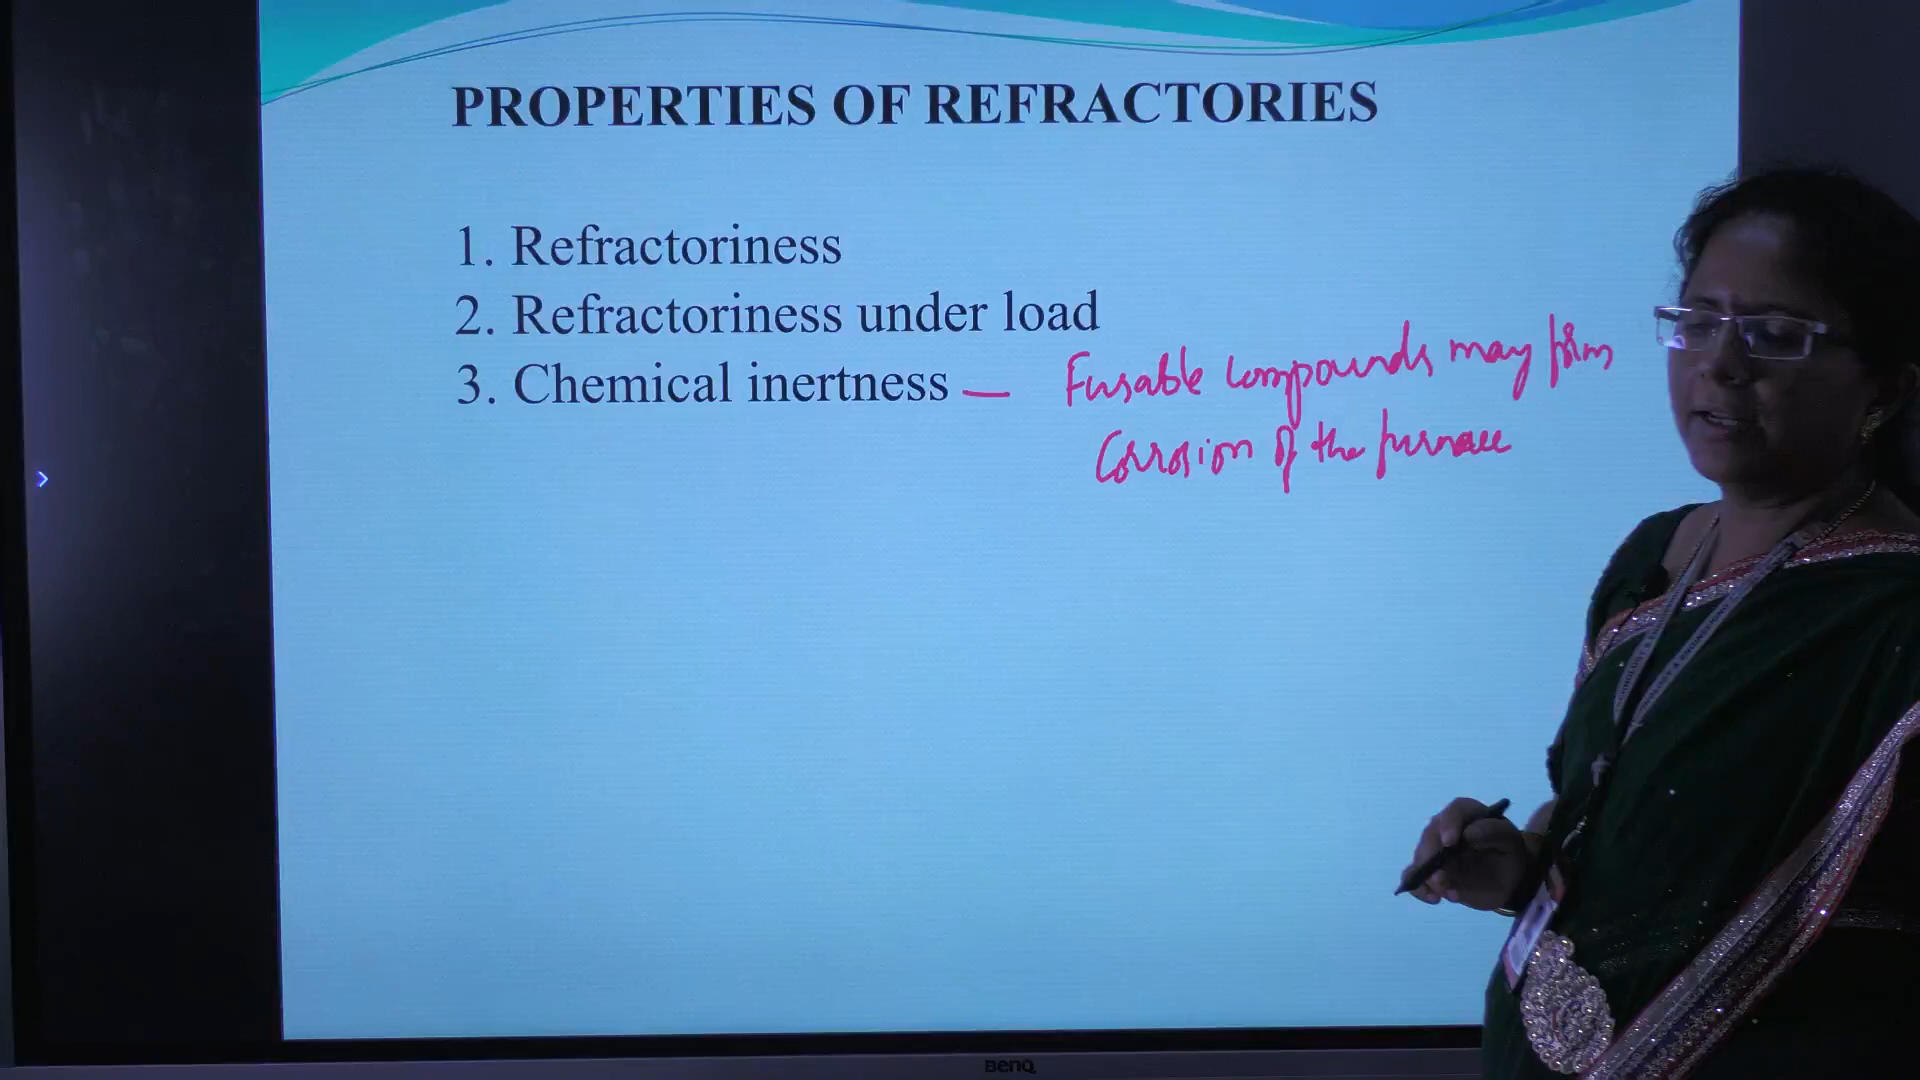 PROPERTIES OF REFRACTORIES
1. Refractoriness
2. Refractoriness under load
3. Chemical inertness — Fusable compounds may form
Corrosion of the furnace
BenQ